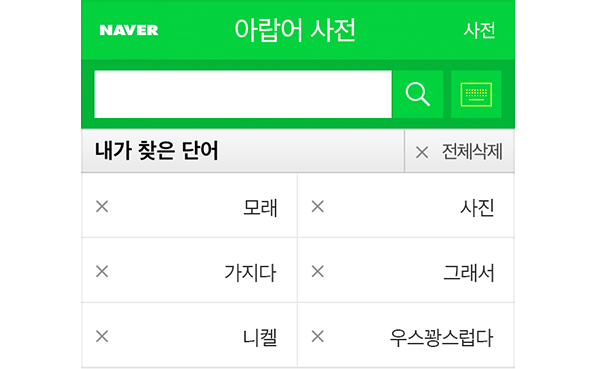 NAVER 아랍어 사전 사전
내가 찾은 단어 × 전체삭제
× 모래 × 사진
× 가지다 × 그래서
× 니켈 × 우스꽝스럽다